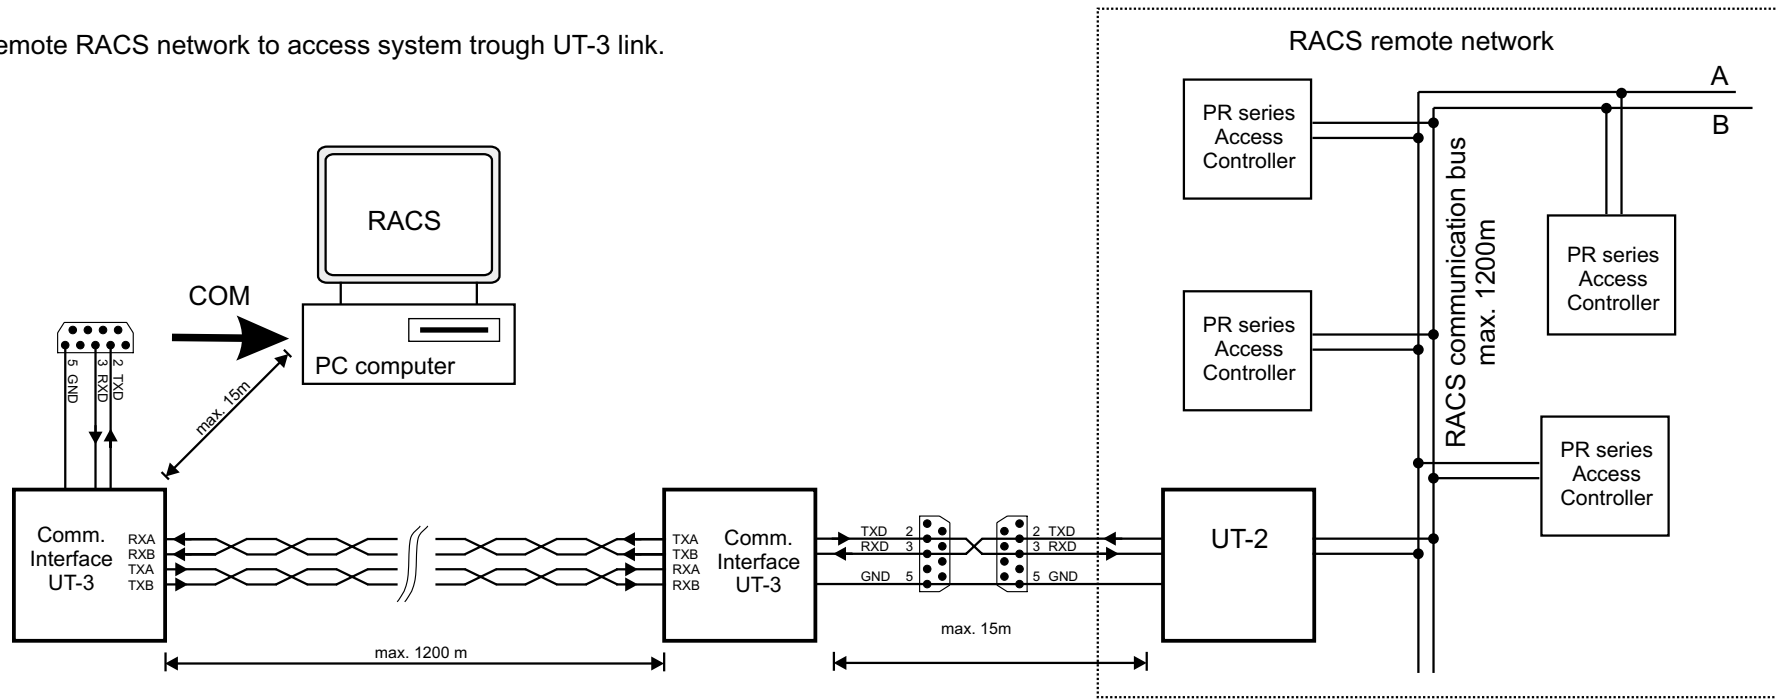 remote RACS network to access system trough UT-3 link.
RACS remote network
A
B
PR series
Access
Controller
PR series
Access
Controller
PR series
Access
Controller
PR series
Access
Controller
RACS communication bus
max. 1200m
RACS
COM
PC computer
5 GND
3 RXD
2 TXD
max. 15m
Comm.
Interface
UT-3
RXA
RXB
TXA
TXB
TXA
TXB
RXA
RXB
Comm.
Interface
UT-3
TXD 2
RXD 3
GND 5
2 TXD
3 RXD
5 GND
UT-2
max. 1200 m
max. 15m